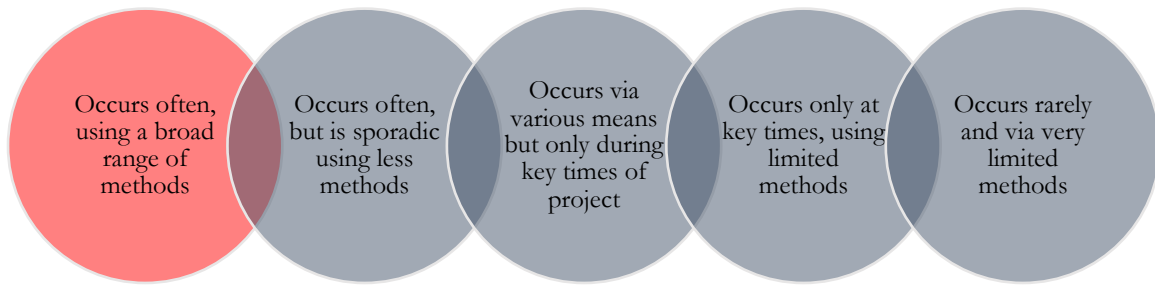 Occurs often,
using a broad
range of
methods
Occurs often,
but is sporadic
using less
methods
Occurs via
various means
but only during
key times of
project
Occurs only at
key times, using
limited
methods
Occurs rarely
and via very
limited
methods